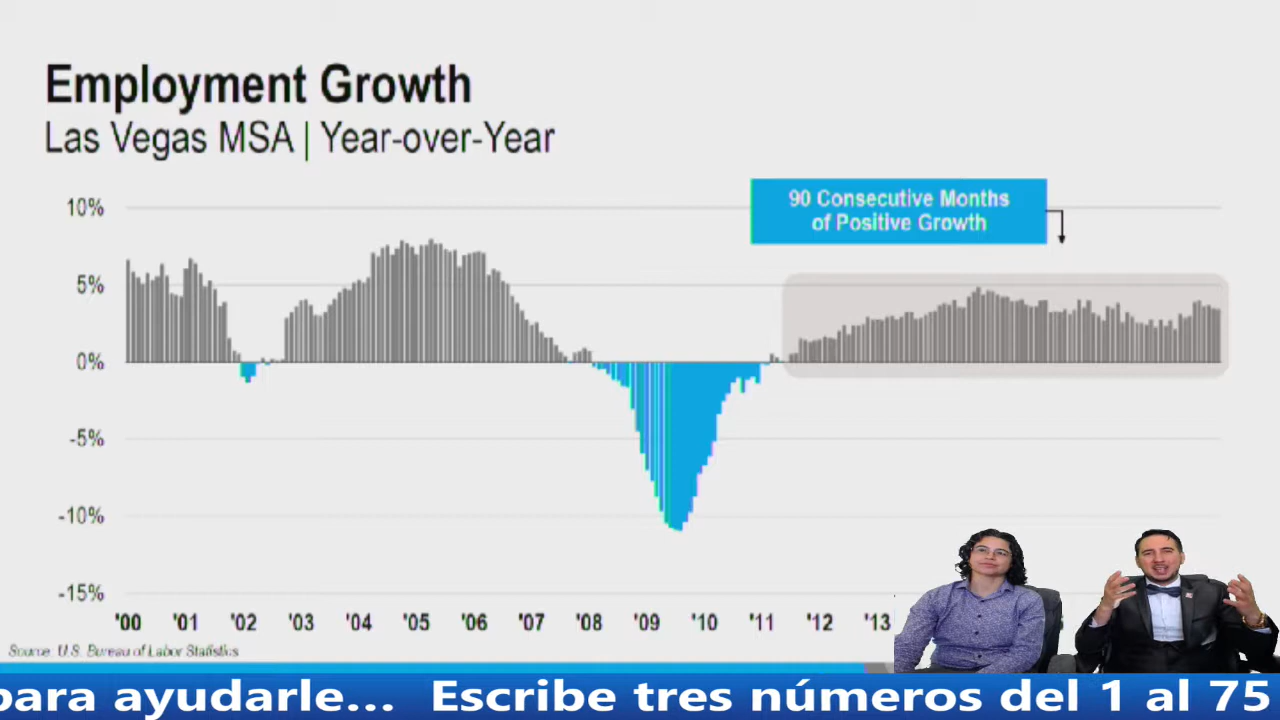 Employment Growth
Las Vegas MSA | Year-over-Year
90 Consecutive Months
of Positive Growth
10%
5%
0%
-5%
-10%
-15%
'00 '01 '02 '03 '04 '05 '06 '07 '08 '09 '10 '11 '12 '13
Source: U.S. Bureau of Labor Statistics
para ayudarle... Escribe tres números del 1 al 75